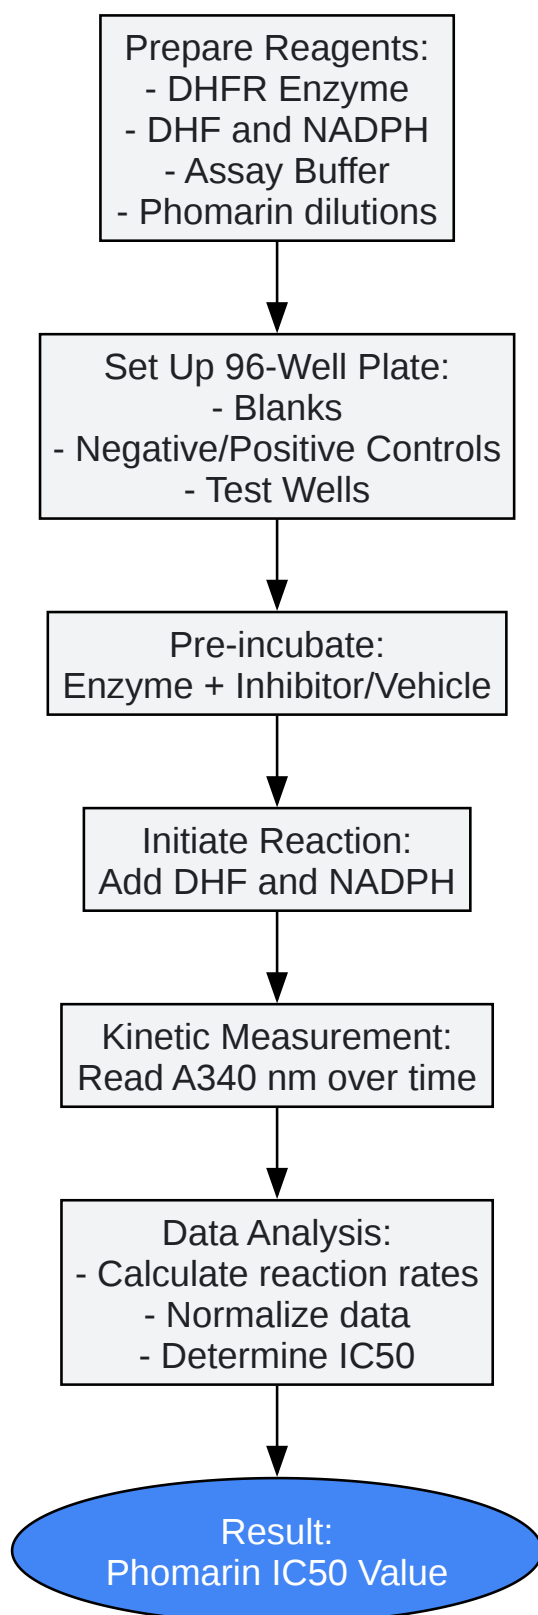 Prepare Reagents:
- DHFR Enzyme
- DHF and NADPH
- Assay Buffer
- Phomarin dilutions
Set Up 96-Well Plate:
- Blanks
- Negative/Positive Controls
- Test Wells
Pre-incubate:
Enzyme + Inhibitor/Vehicle
Initiate Reaction:
Add DHF and NADPH
Kinetic Measurement:
Read A340 nm over time
Data Analysis:
- Calculate reaction rates
- Normalize data
- Determine IC50
Result:
Phomarin IC50 Value